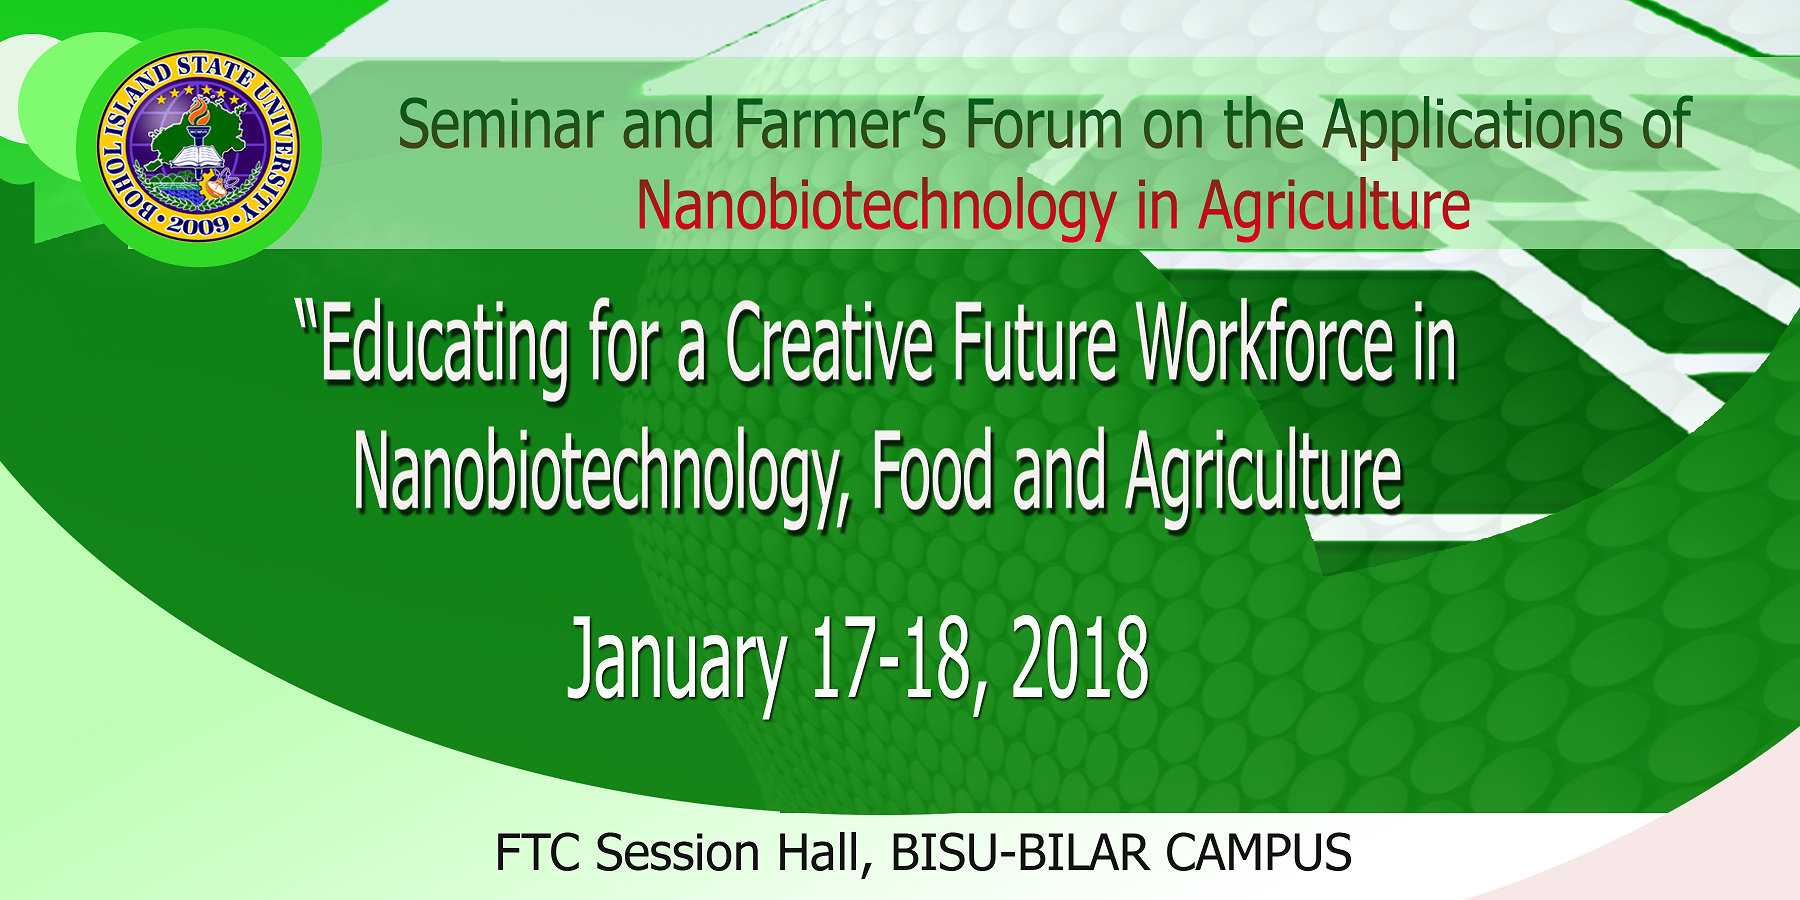 BOHOL ISLAND STATE UNIVERSITY
• 2009 •
Seminar and Farmer’s Forum on the Applications of
Nanobiotechnology in Agriculture
“Educating for a Creative Future Workforce in
Nanobiotechnology, Food and Agriculture
January 17-18, 2018
FTC Session Hall, BISU-BILAR CAMPUS